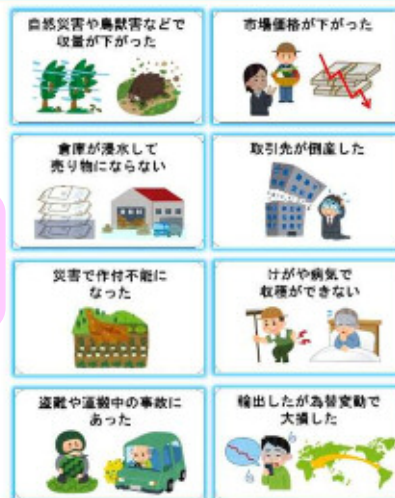 自然災害や鳥獣害などで
収量が下がった
市場価格が下がった
倉庫が浸水して
売り物にならない
取引先が倒産した
災害で作付不能に
なった
けがや病気で
収穫ができない
盗難や運搬中の事故に
あった
輸出したが為替変動で
大損した